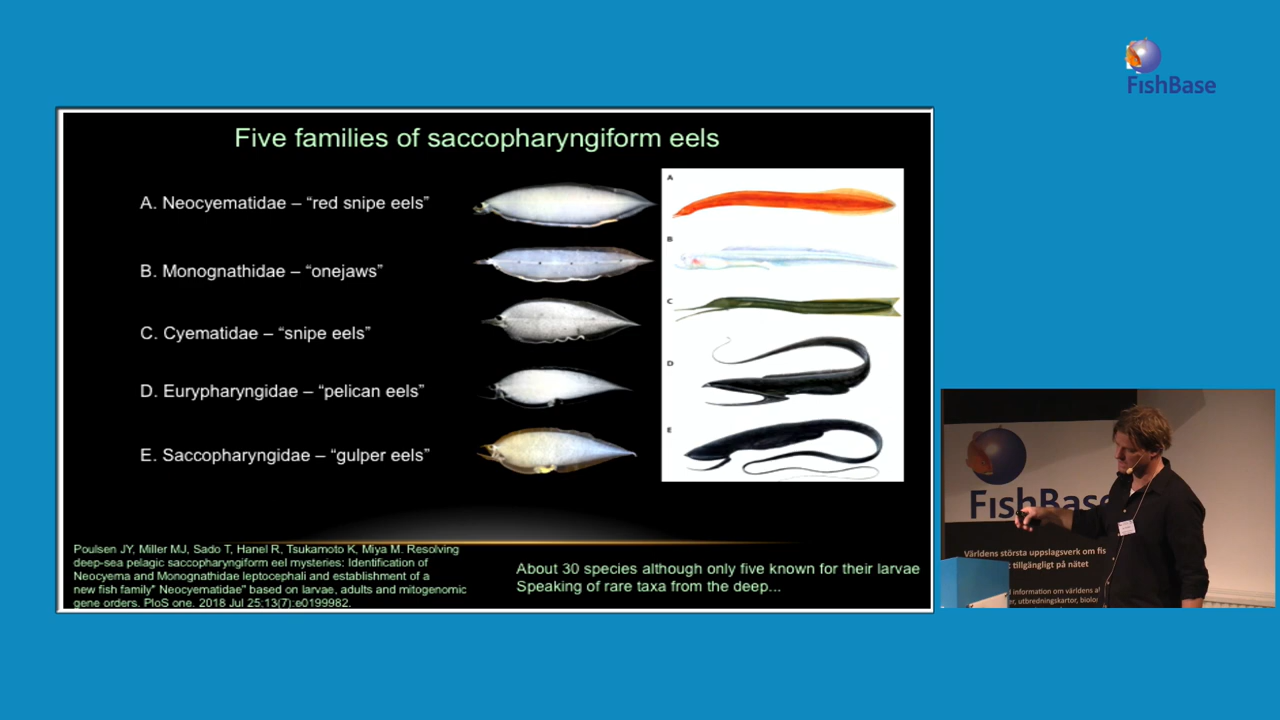 FishBase
Five families of saccopharyngiform eels
A. Neocyematidae – “red snipe eels”
B. Monognathidae – “onejaws”
C. Cyematidae – “snipe eels”
D. Eurypharyngidae – “pelican eels”
E. Saccopharyngidae – “gulper eels”
A
B
C
D
E
Poulsen JY, Miller MJ, Sado T, Hanel R, Tsukamoto K, Miya M. Resolving
deep-sea pelagic saccopharyngiform eel mysteries: Identification of
Neocyema and Monognathidae leptocephali and establishment of a
new fish family" Neocyematidae” based on larvae, adults and mitogenomic
gene orders. PloS one. 2018 Jul 25;13(7):e0199982.
About 30 species although only five known for their larvae
Speaking of rare taxa from the deep...
FishBase
Världens största uppslagsverk om fis
t tillgängligt på nätet
information om världens a
er, utbredningskartor, biolo